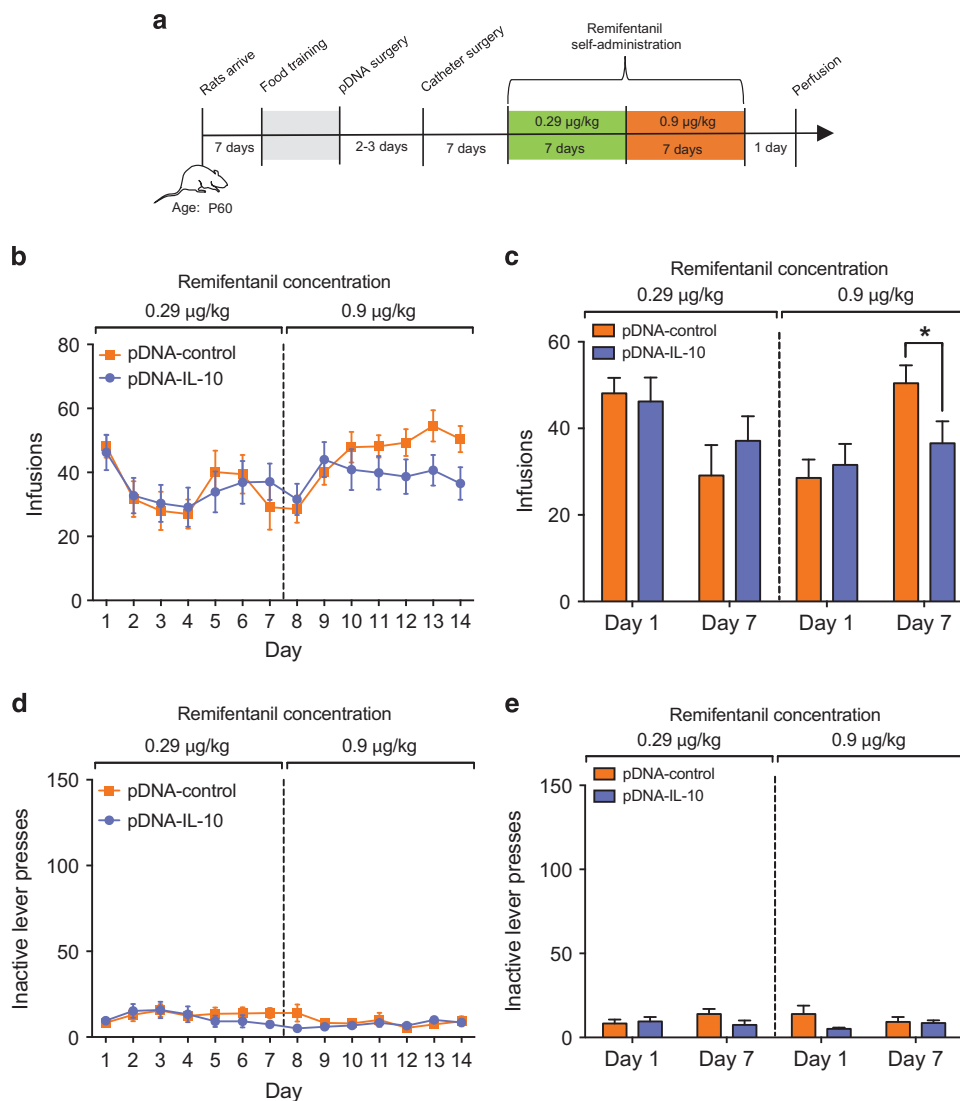 a
Rats arrive
Food training
pDNA surgery
Catheter surgery
Remifentanil
self-administration
Perfusion
0.29 µg/kg
0.9 µg/kg
7 days
2-3 days
7 days
7 days
7 days
1 day
Age: P60
b
Remifentanil concentration
0.29 µg/kg
0.9 µg/kg
pDNA-control
pDNA-IL-10
Infusions
80
60
40
20
0
1 2 3 4 5 6 7 8 9 10 11 12 13 14
Day
c
Remifentanil concentration
0.29 µg/kg
0.9 µg/kg
pDNA-control
pDNA-IL-10
*
Infusions
60
40
20
0
Day 1
Day 7
Day 1
Day 7
d
Remifentanil concentration
0.29 µg/kg
0.9 µg/kg
pDNA-control
pDNA-IL-10
Inactive lever presses
150
100
50
0
1 2 3 4 5 6 7 8 9 10 11 12 13 14
Day
e
Remifentanil concentration
0.29 µg/kg
0.9 µg/kg
pDNA-control
pDNA-IL-10
Inactive lever presses
150
100
50
0
Day 1
Day 7
Day 1
Day 7